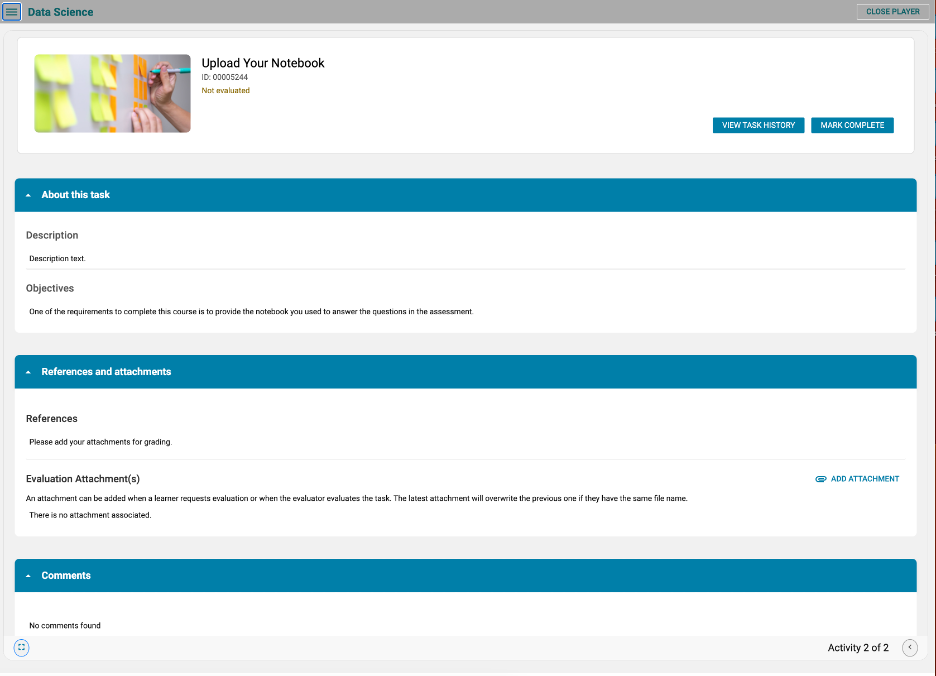 Data Science
CLOSE PLAYER
Upload Your Notebook
ID: 00005244
Not evaluated
VIEW TASK HISTORY
MARK COMPLETE
About this task
Description
Description text.
Objectives
One of the requirements to complete this course is to provide the notebook you used to answer the questions in the assessment.
References and attachments
References
Please add your attachments for grading.
Evaluation Attachment(s)
ADD ATTACHMENT
An attachment can be added when a learner requests evaluation or when the evaluator evaluates the task. The latest attachment will overwrite the previous one if they have the same file name.
There is no attachment associated.
Comments
No comments found
Activity 2 of 2